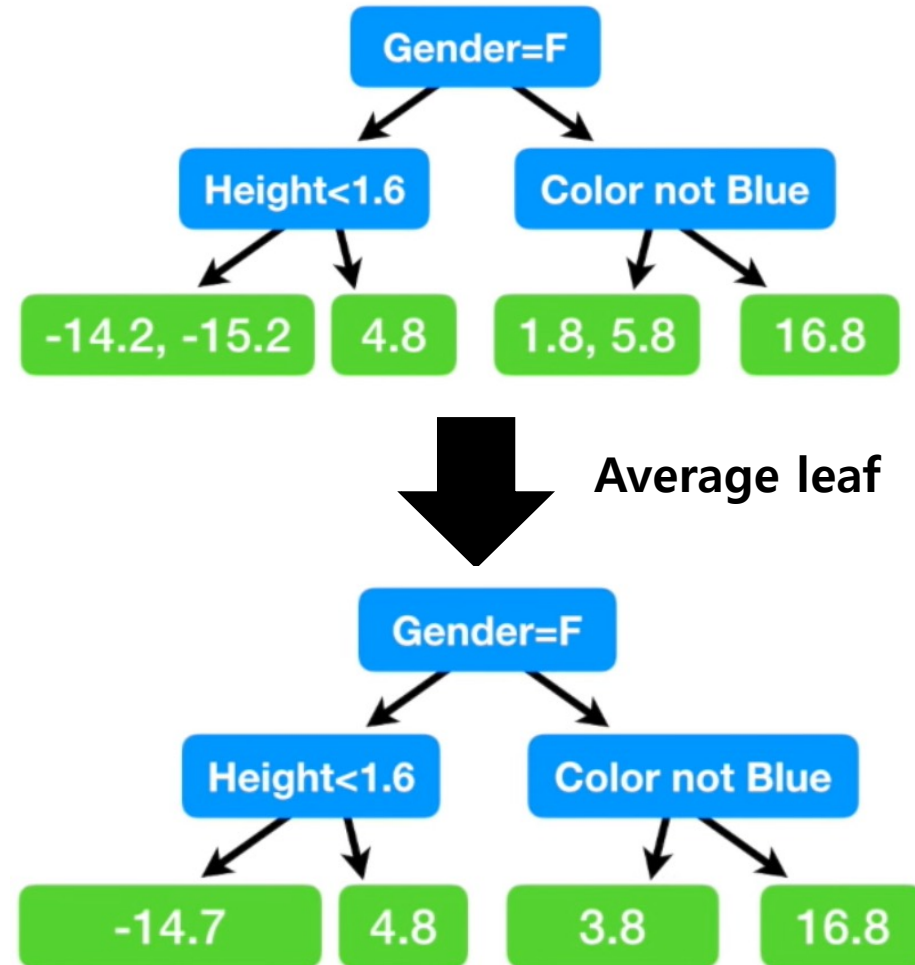 Gender=F
Height<1.6
Color not Blue
-14.2, -15.2
4.8
1.8, 5.8
16.8
Average leaf
Gender=F
Height<1.6
Color not Blue
-14.7
4.8
3.8
16.8